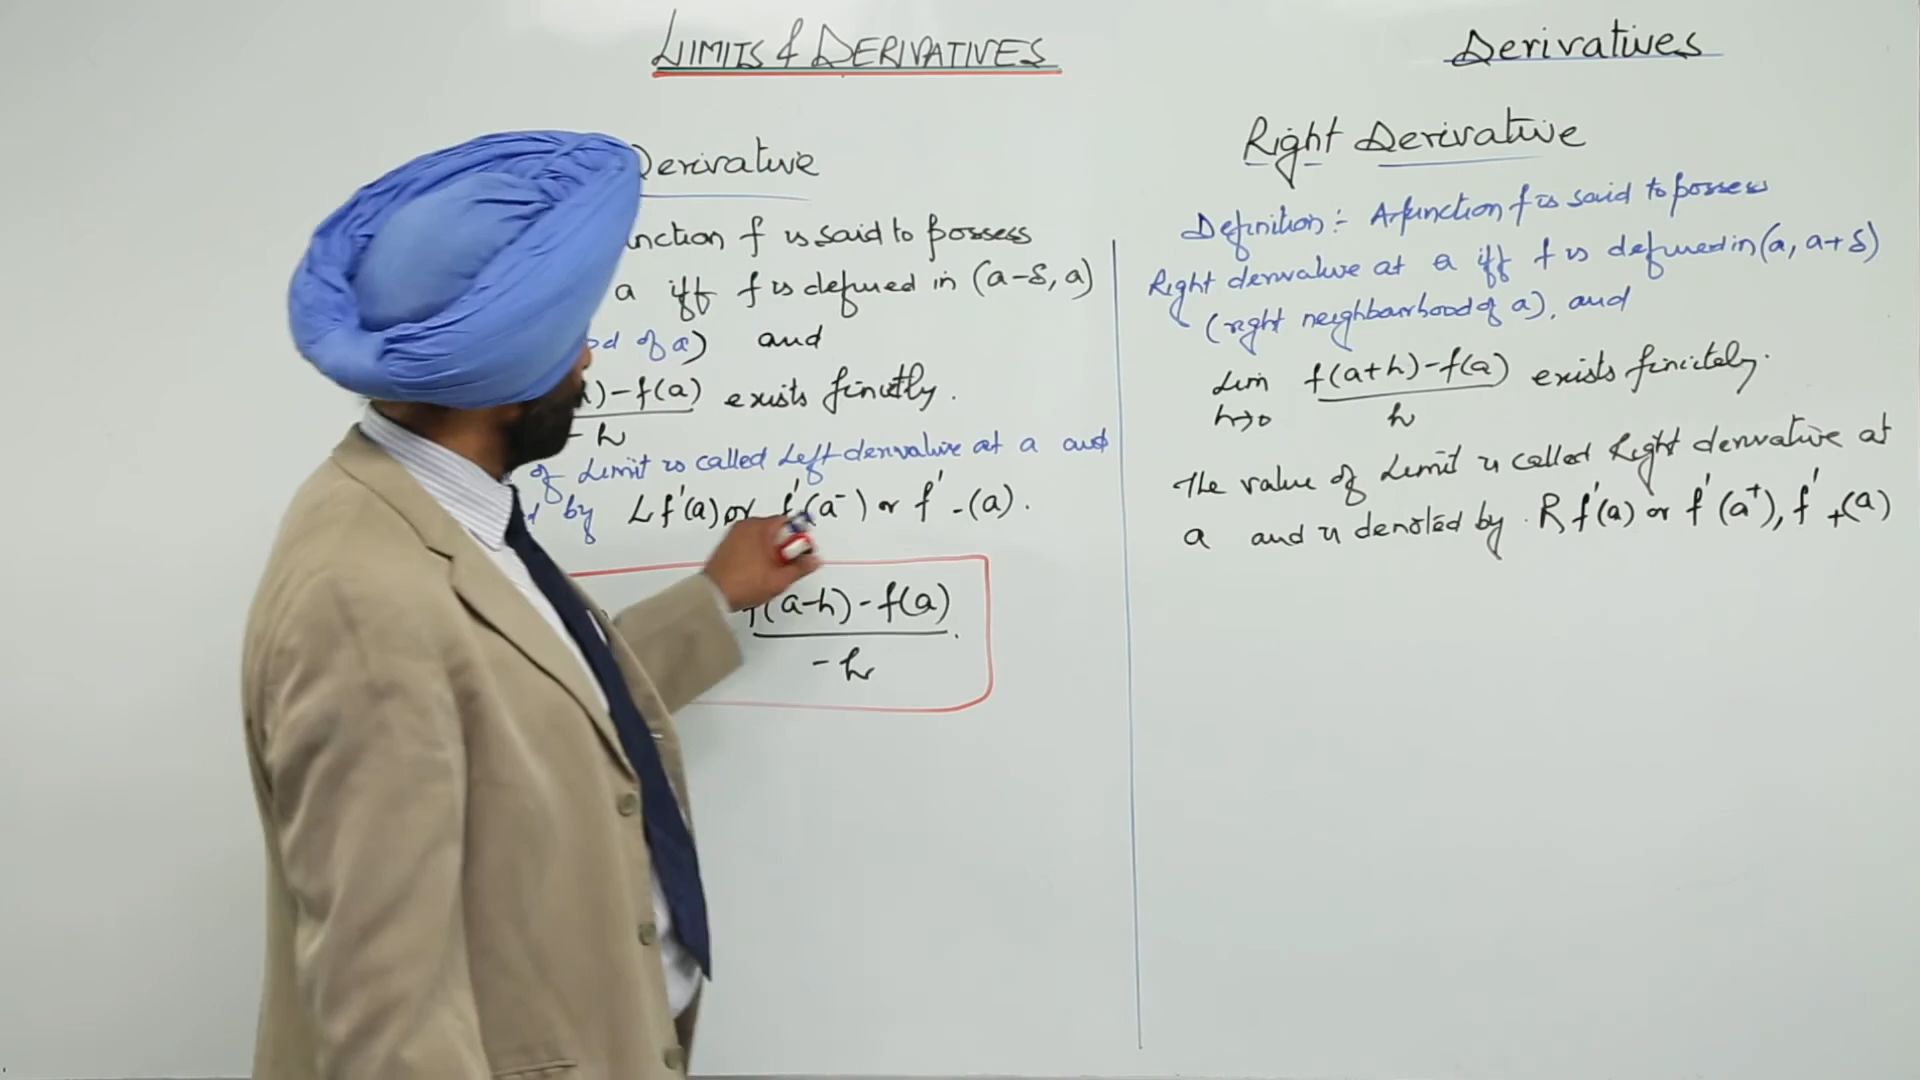 LIMITS & DERIVATIVES
Derivatives
Derivative
nction f is said to possess
a iff f is defined in (a-δ, a)
od of a) and
)-f(a) exists finietly.
-h
of Limit is called Left derivative at a and
by Lf'(a) or f'(a⁻) or f'-(a).
f(a-h)-f(a)
-h
Right Derivative
Definition:- A function f is said to possess
Right derivative at a iff f is defined in (a, a+δ)
(right neighbourhood of a), and
Lim f(a+h)-f(a) exists finietely.
h→0 h
The value of Limit is called Right derivative at
a and is denoted by Rf'(a) or f'(a⁺), f'+(a)